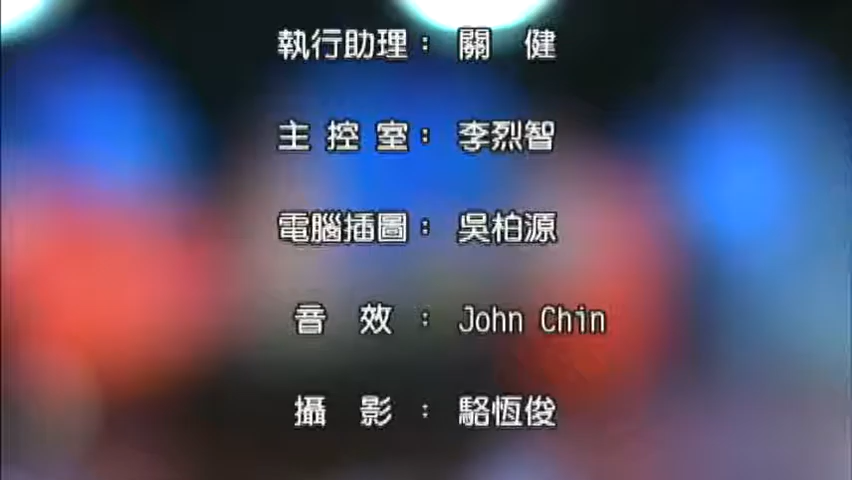 執行助理： 關　健
主 控 室： 李烈智
電腦插圖： 吳柏源
音　效 ： John Chin
攝　影 ： 駱恆俊